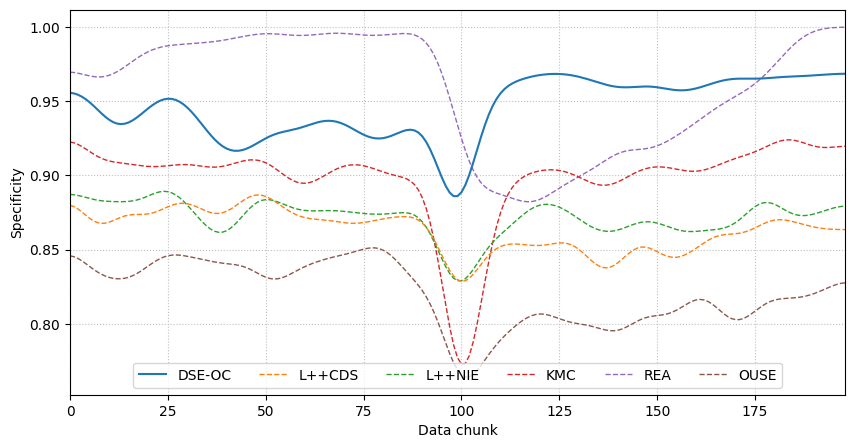 1.00
0.95
0.90
0.85
0.80
Specificity
DSE-OC L++CDS L++NIE KMC REA OUSE
0 25 50 75 100 125 150 175
Data chunk